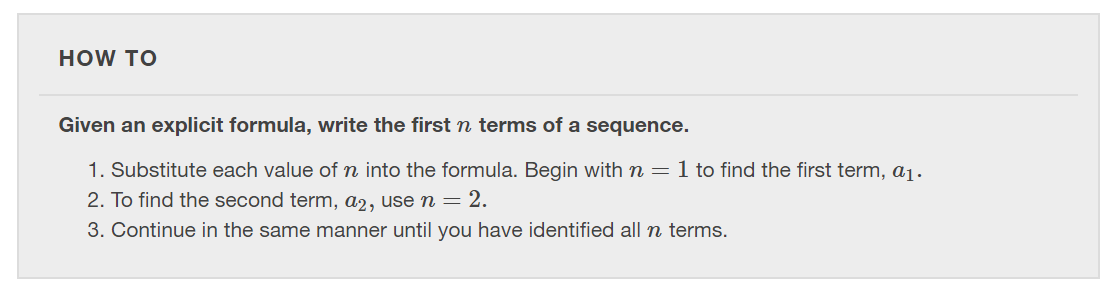 HOW TO
Given an explicit formula, write the first n terms of a sequence.
1. Substitute each value of n into the formula. Begin with n = 1 to find the first term, a₁.
2. To find the second term, a₂, use n = 2.
3. Continue in the same manner until you have identified all n terms.